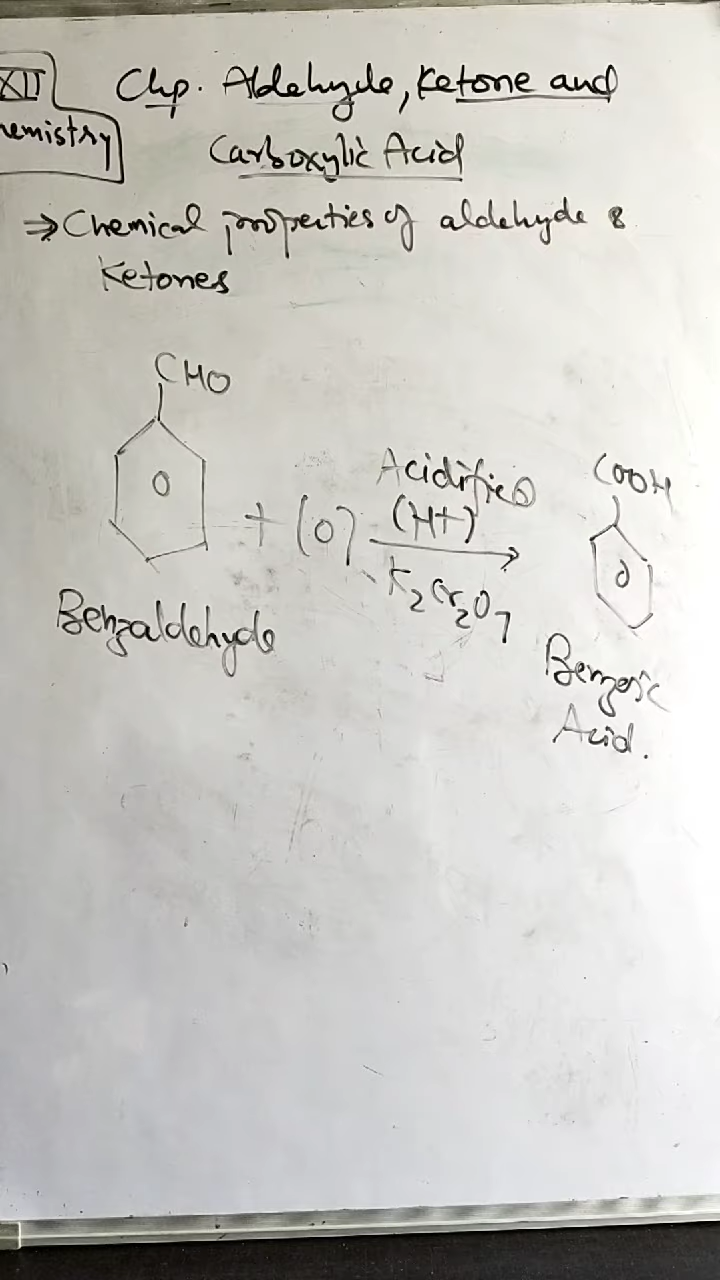 XII
Chp. Aldehyde, Ketone and
emistry
Carboxylic Acid
⇒ Chemical properties of aldehyde &
Ketones
CHO
Acidified
COOH
+ (O)
(H+)
K2Cr2O7
Benzaldehyde
Benzoic
Acid.